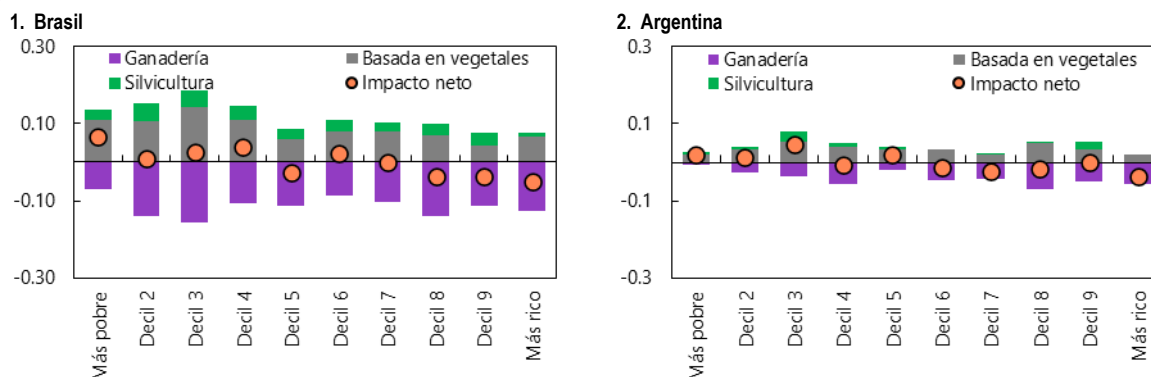 1. Brasil
0.30
0.10
-0.10
-0.30
Ganadería
Basada en vegetales
Silvicultura
Impacto neto
Más pobre
Decil 2
Decil 3
Decil 4
Decil 5
Decil 6
Decil 7
Decil 8
Decil 9
Más rico
2. Argentina
0.3
0.1
-0.1
-0.3
Ganadería
Basada en vegetales
Silvicultura
Impacto neto
Más pobre
Decil 2
Decil 3
Decil 4
Decil 5
Decil 6
Decil 7
Decil 8
Decil 9
Más rico